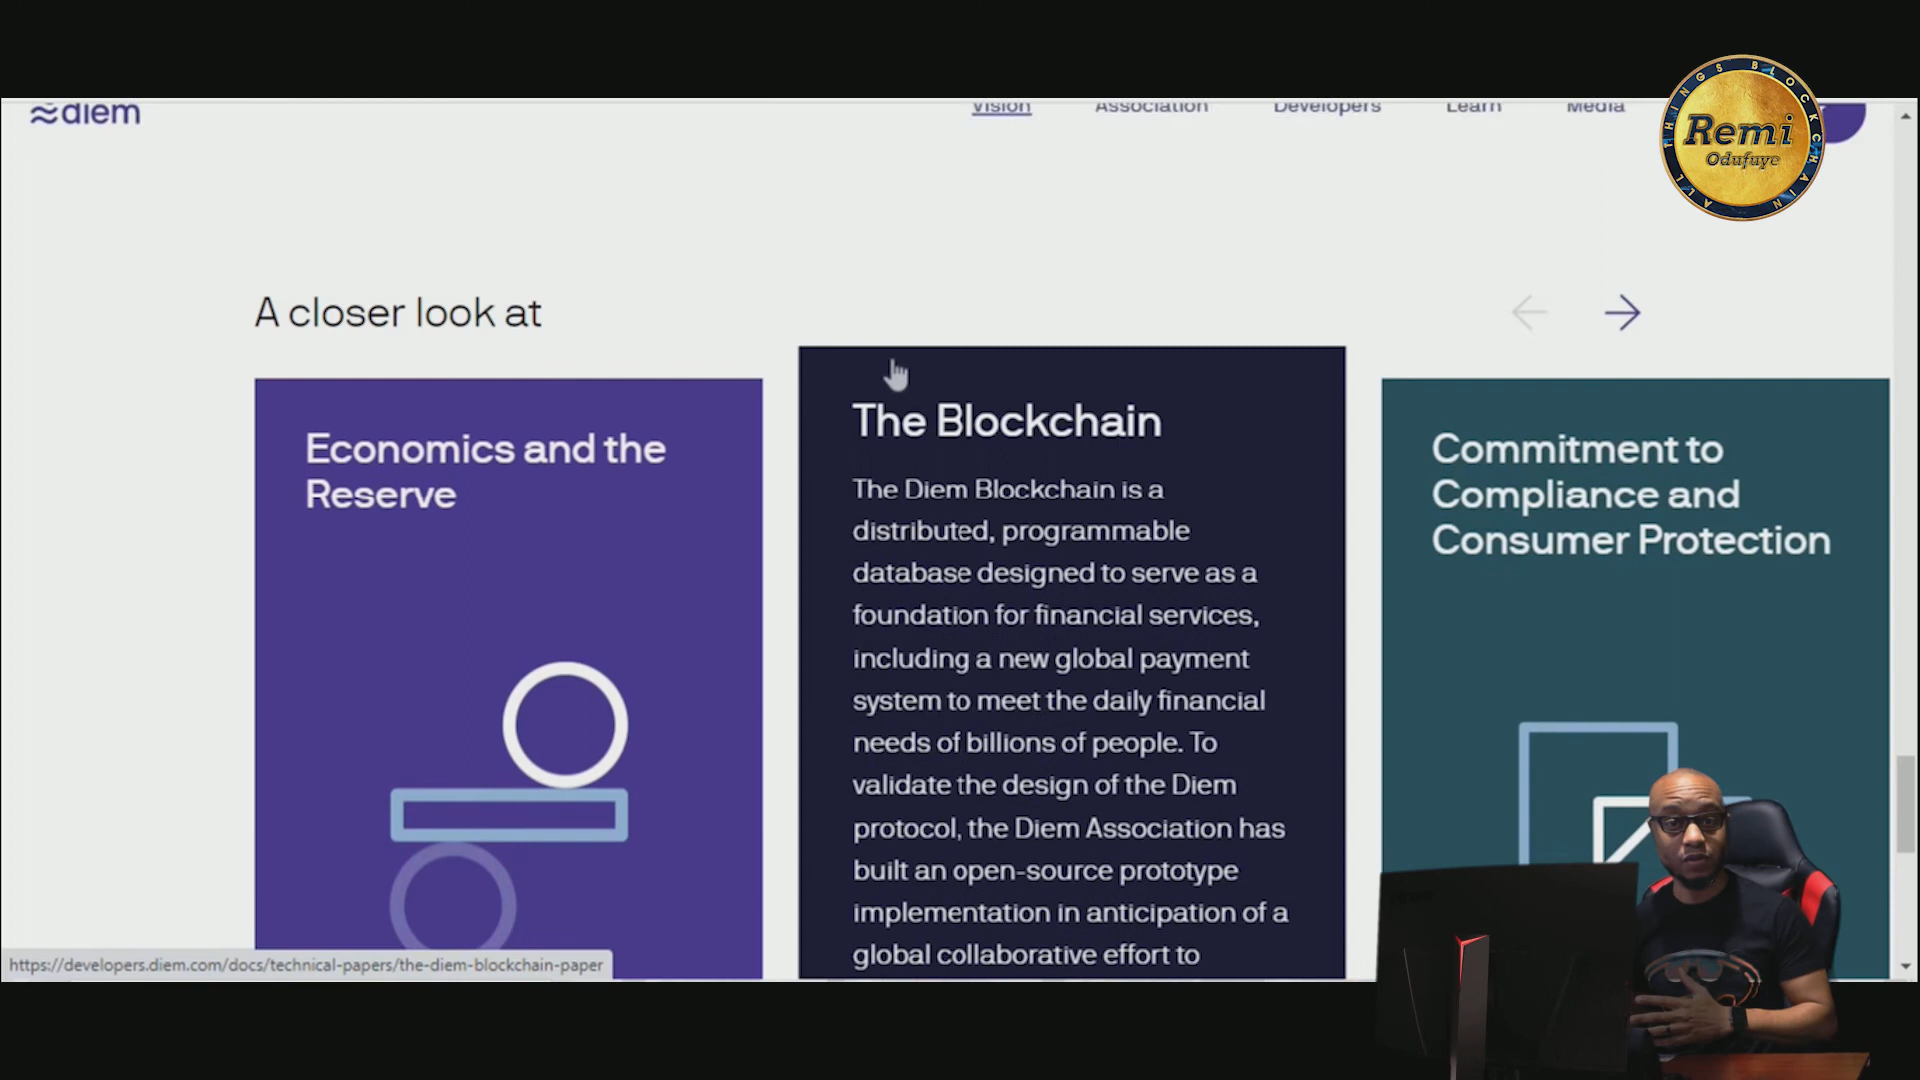 diem
Vision
Association
Developers
Learn
Media
ALL THINGS BLOCKCHAIN
Remi
Odufuye
A closer look at
Economics and the
Reserve
The Blockchain
The Diem Blockchain is a
distributed, programmable
database designed to serve as a
foundation for financial services,
including a new global payment
system to meet the daily financial
needs of billions of people. To
validate the design of the Diem
protocol, the Diem Association has
built an open-source prototype
implementation in anticipation of a
global collaborative effort to
Commitment to
Compliance and
Consumer Protection
https://developers.diem.com/docs/technical-papers/the-diem-blockchain-paper